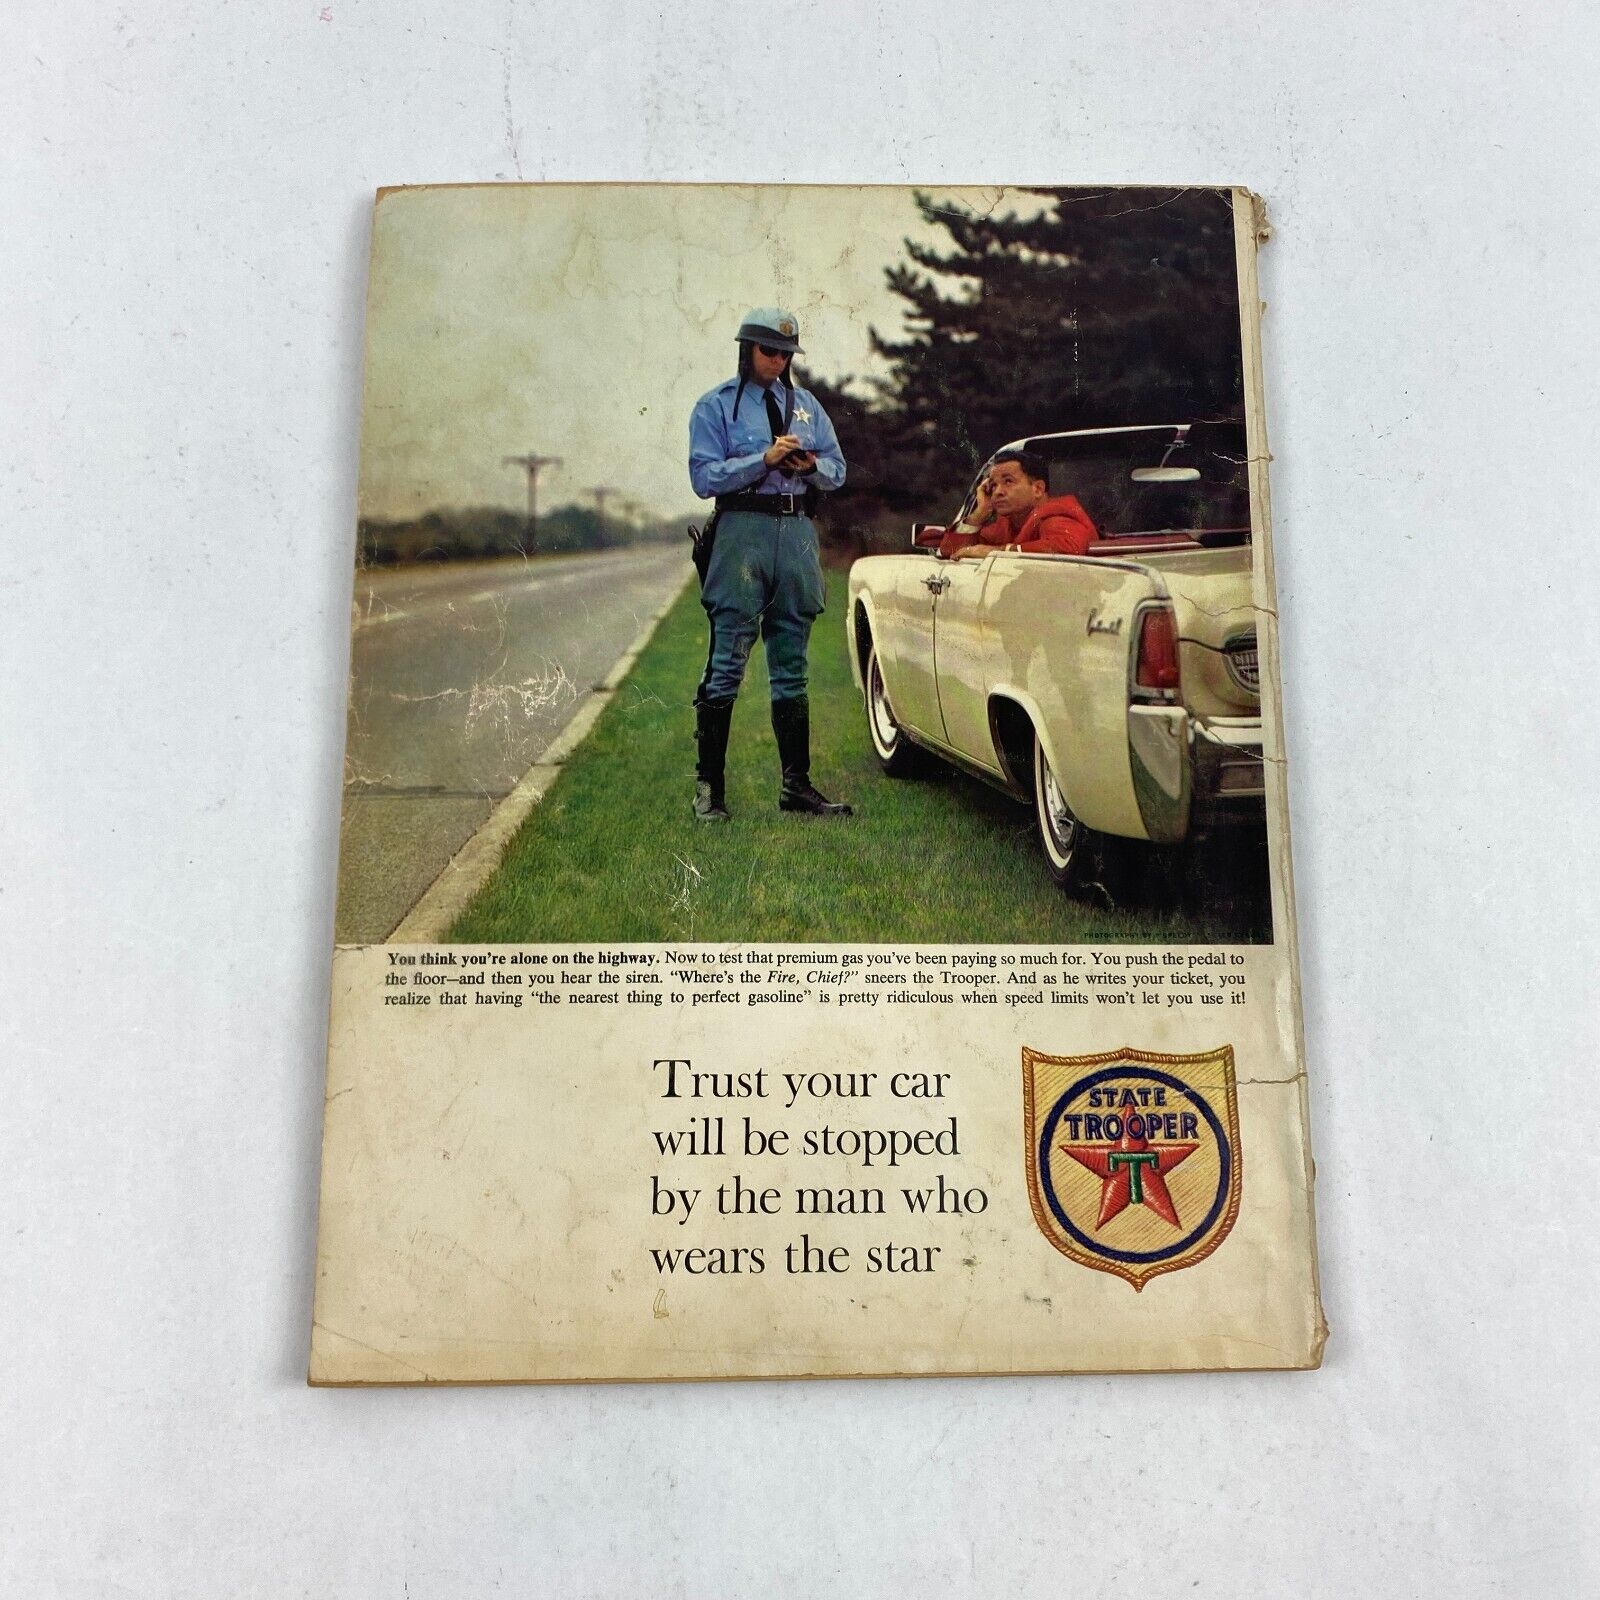 Continental
PHOTOGRAPHY BY
You think you're alone on the highway. Now to test that premium gas you've been paying so much for. You push the pedal to
the floor—and then you hear the siren. "Where's the Fire, Chief?" sneers the Trooper. And as he writes your ticket, you
realize that having "the nearest thing to perfect gasoline" is pretty ridiculous when speed limits won't let you use it!
Trust your car
will be stopped
by the man who
wears the star
STATE
TROOPER
T